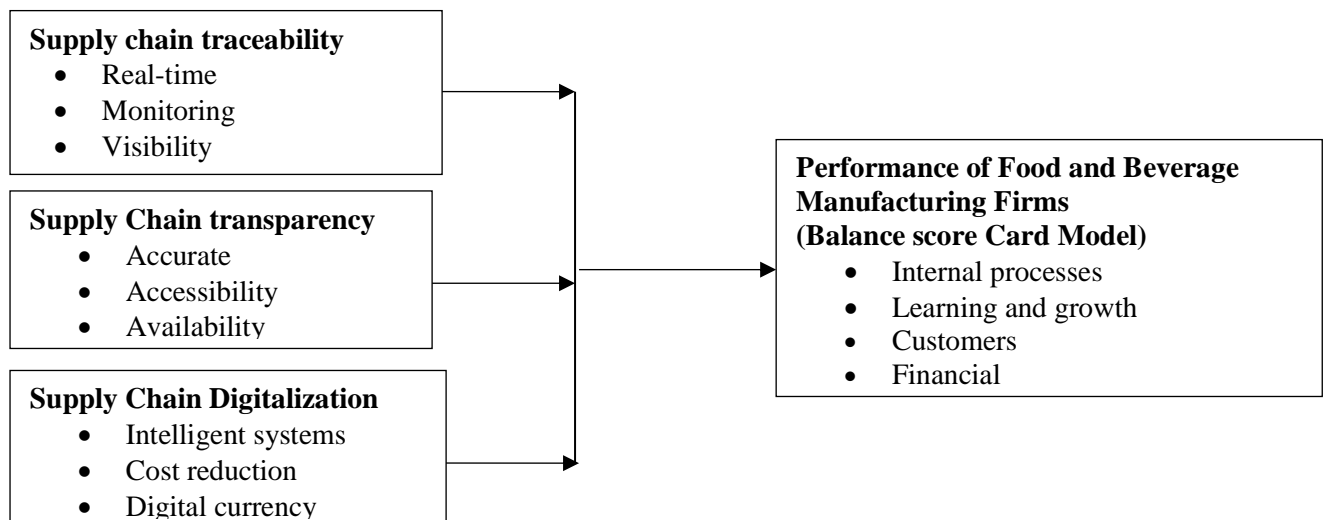 Supply chain traceability
• Real-time
• Monitoring
• Visibility
Supply Chain transparency
• Accurate
• Accessibility
• Availability
Supply Chain Digitalization
• Intelligent systems
• Cost reduction
• Digital currency
Performance of Food and Beverage
Manufacturing Firms
(Balance score Card Model)
• Internal processes
• Learning and growth
• Customers
• Financial